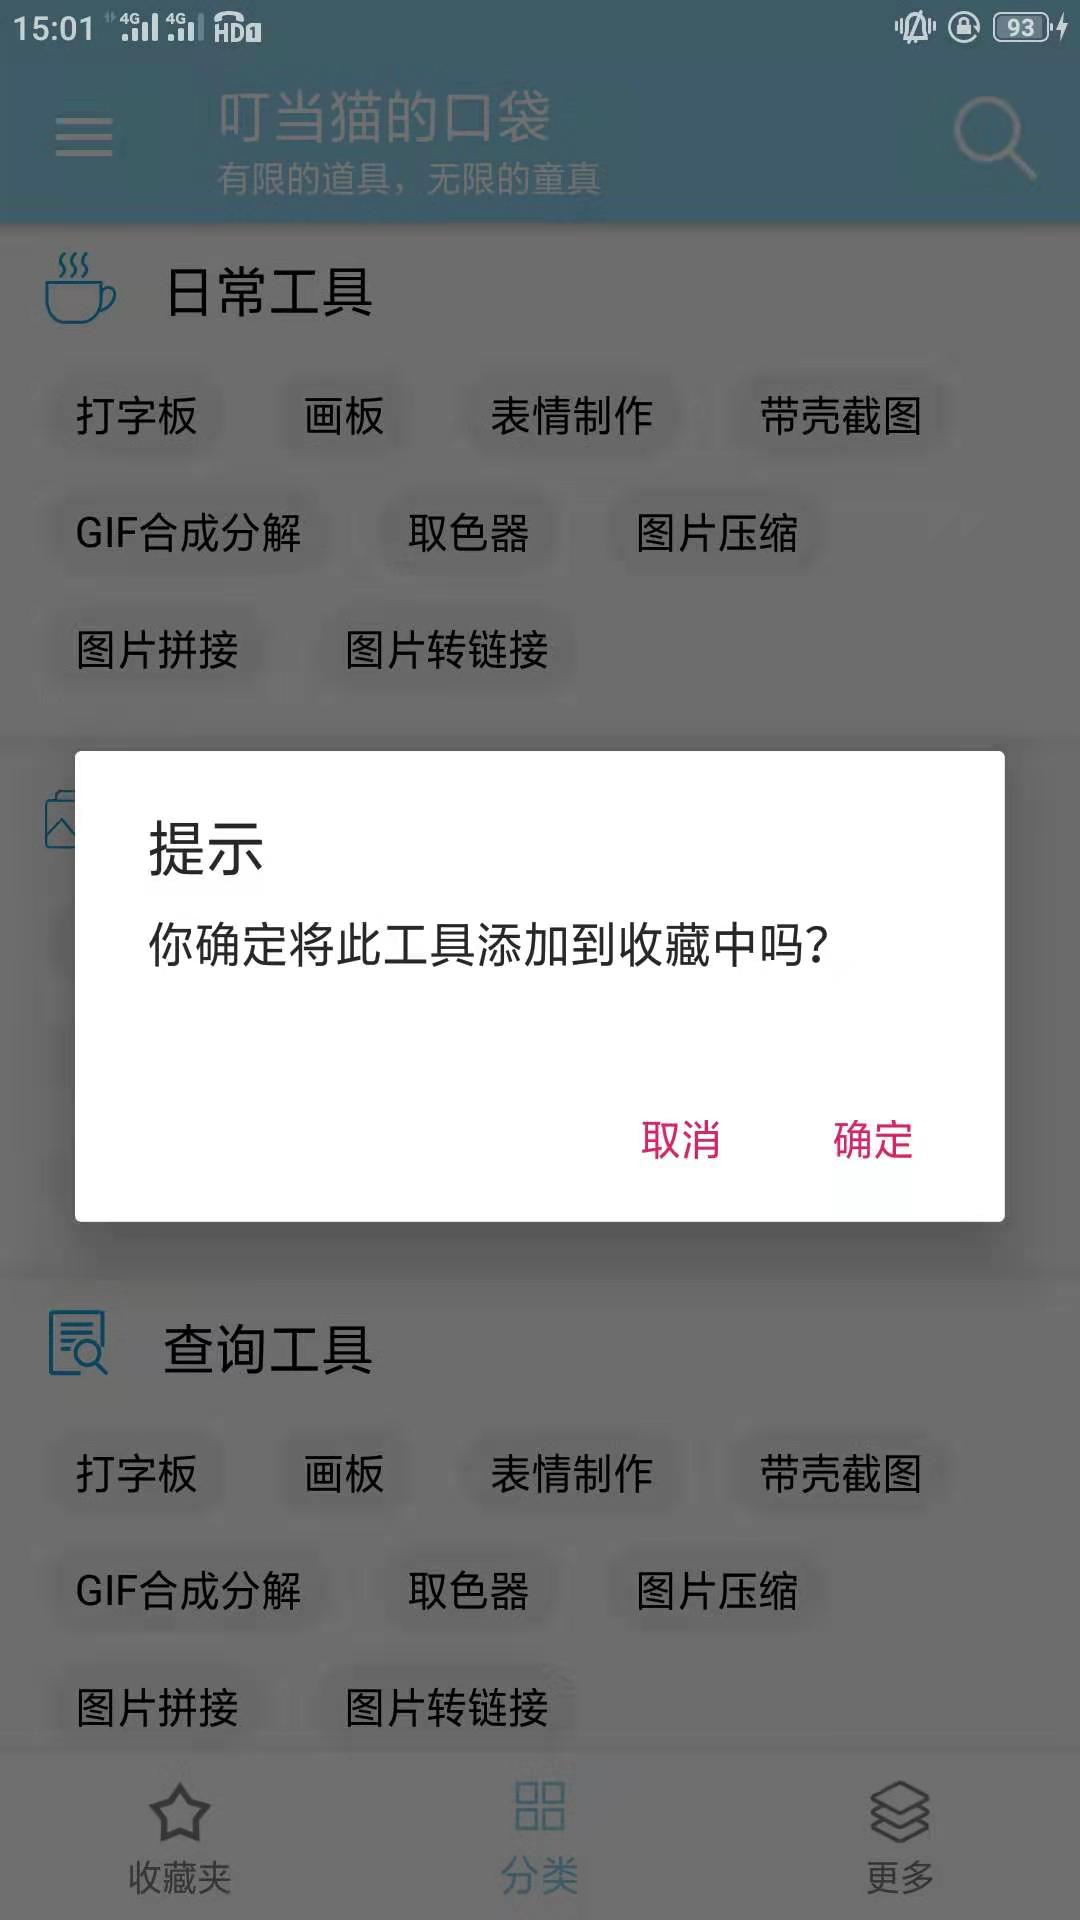 15:01 4G 4G HD1 93
叮当猫的口袋
有限的道具，无限的童真
日常工具
打字板 画板 表情制作 带壳截图
GIF合成分解 取色器 图片压缩
图片拼接 图片转链接
提示
你确定将此工具添加到收藏中吗？
取消 确定
查询工具
打字板 画板 表情制作 带壳截图
GIF合成分解 取色器 图片压缩
图片拼接 图片转链接
收藏夹 分类 更多